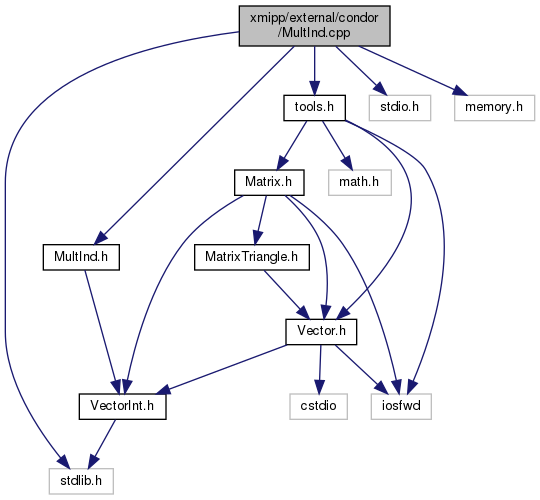 xmipp/external/condor
/MultInd.cpp
tools.h
stdio.h
memory.h
Matrix.h
math.h
MultInd.h
MatrixTriangle.h
Vector.h
VectorInt.h
cstdio
iosfwd
stdlib.h